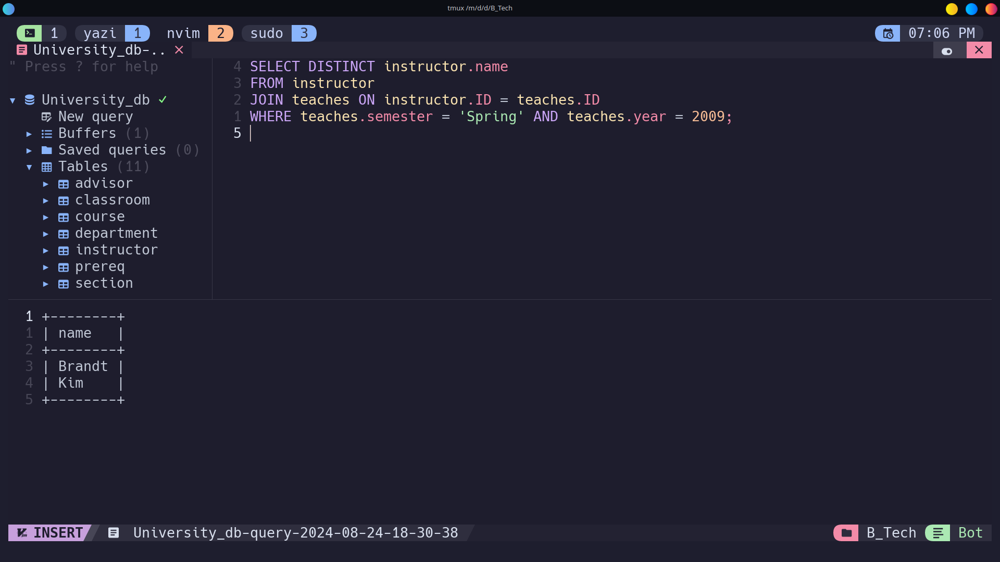 tmux /m/d/d/B_Tech
1 yazi 1 nvim 2 sudo 3 07:06 PM
University_db-..
" Press ? for help
University_db
New query
Buffers (1)
Saved queries (0)
Tables (11)
advisor
classroom
course
department
instructor
prereq
section
4 SELECT DISTINCT instructor.name
3 FROM instructor
2 JOIN teaches ON instructor.ID = teaches.ID
1 WHERE teaches.semester = 'Spring' AND teaches.year = 2009;
5
1 +--------+
1 | name   |
2 +--------+
3 | Brandt |
4 | Kim    |
5 +--------+
INSERT University_db-query-2024-08-24-18-30-38 B_Tech Bot